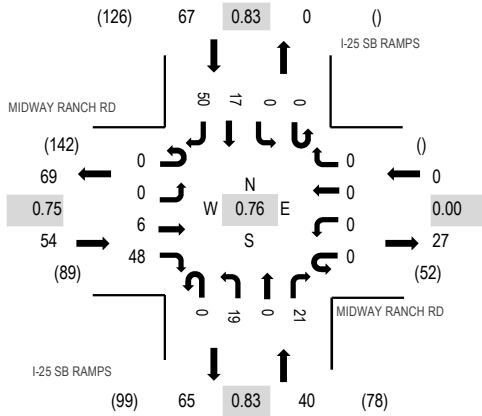 (126) 67 0.83 0 ()
I-25 SB RAMPS
50 17 0 0
MIDWAY RANCH RD
(142) ()
0 0
69 0
0 N 0
0.75 W 0.76 E 0.00
6 0
54 S 27
48 0
(89) (52)
0 19 0 21
MIDWAY RANCH RD
I-25 SB RAMPS
(99) 65 0.83 40 (78)